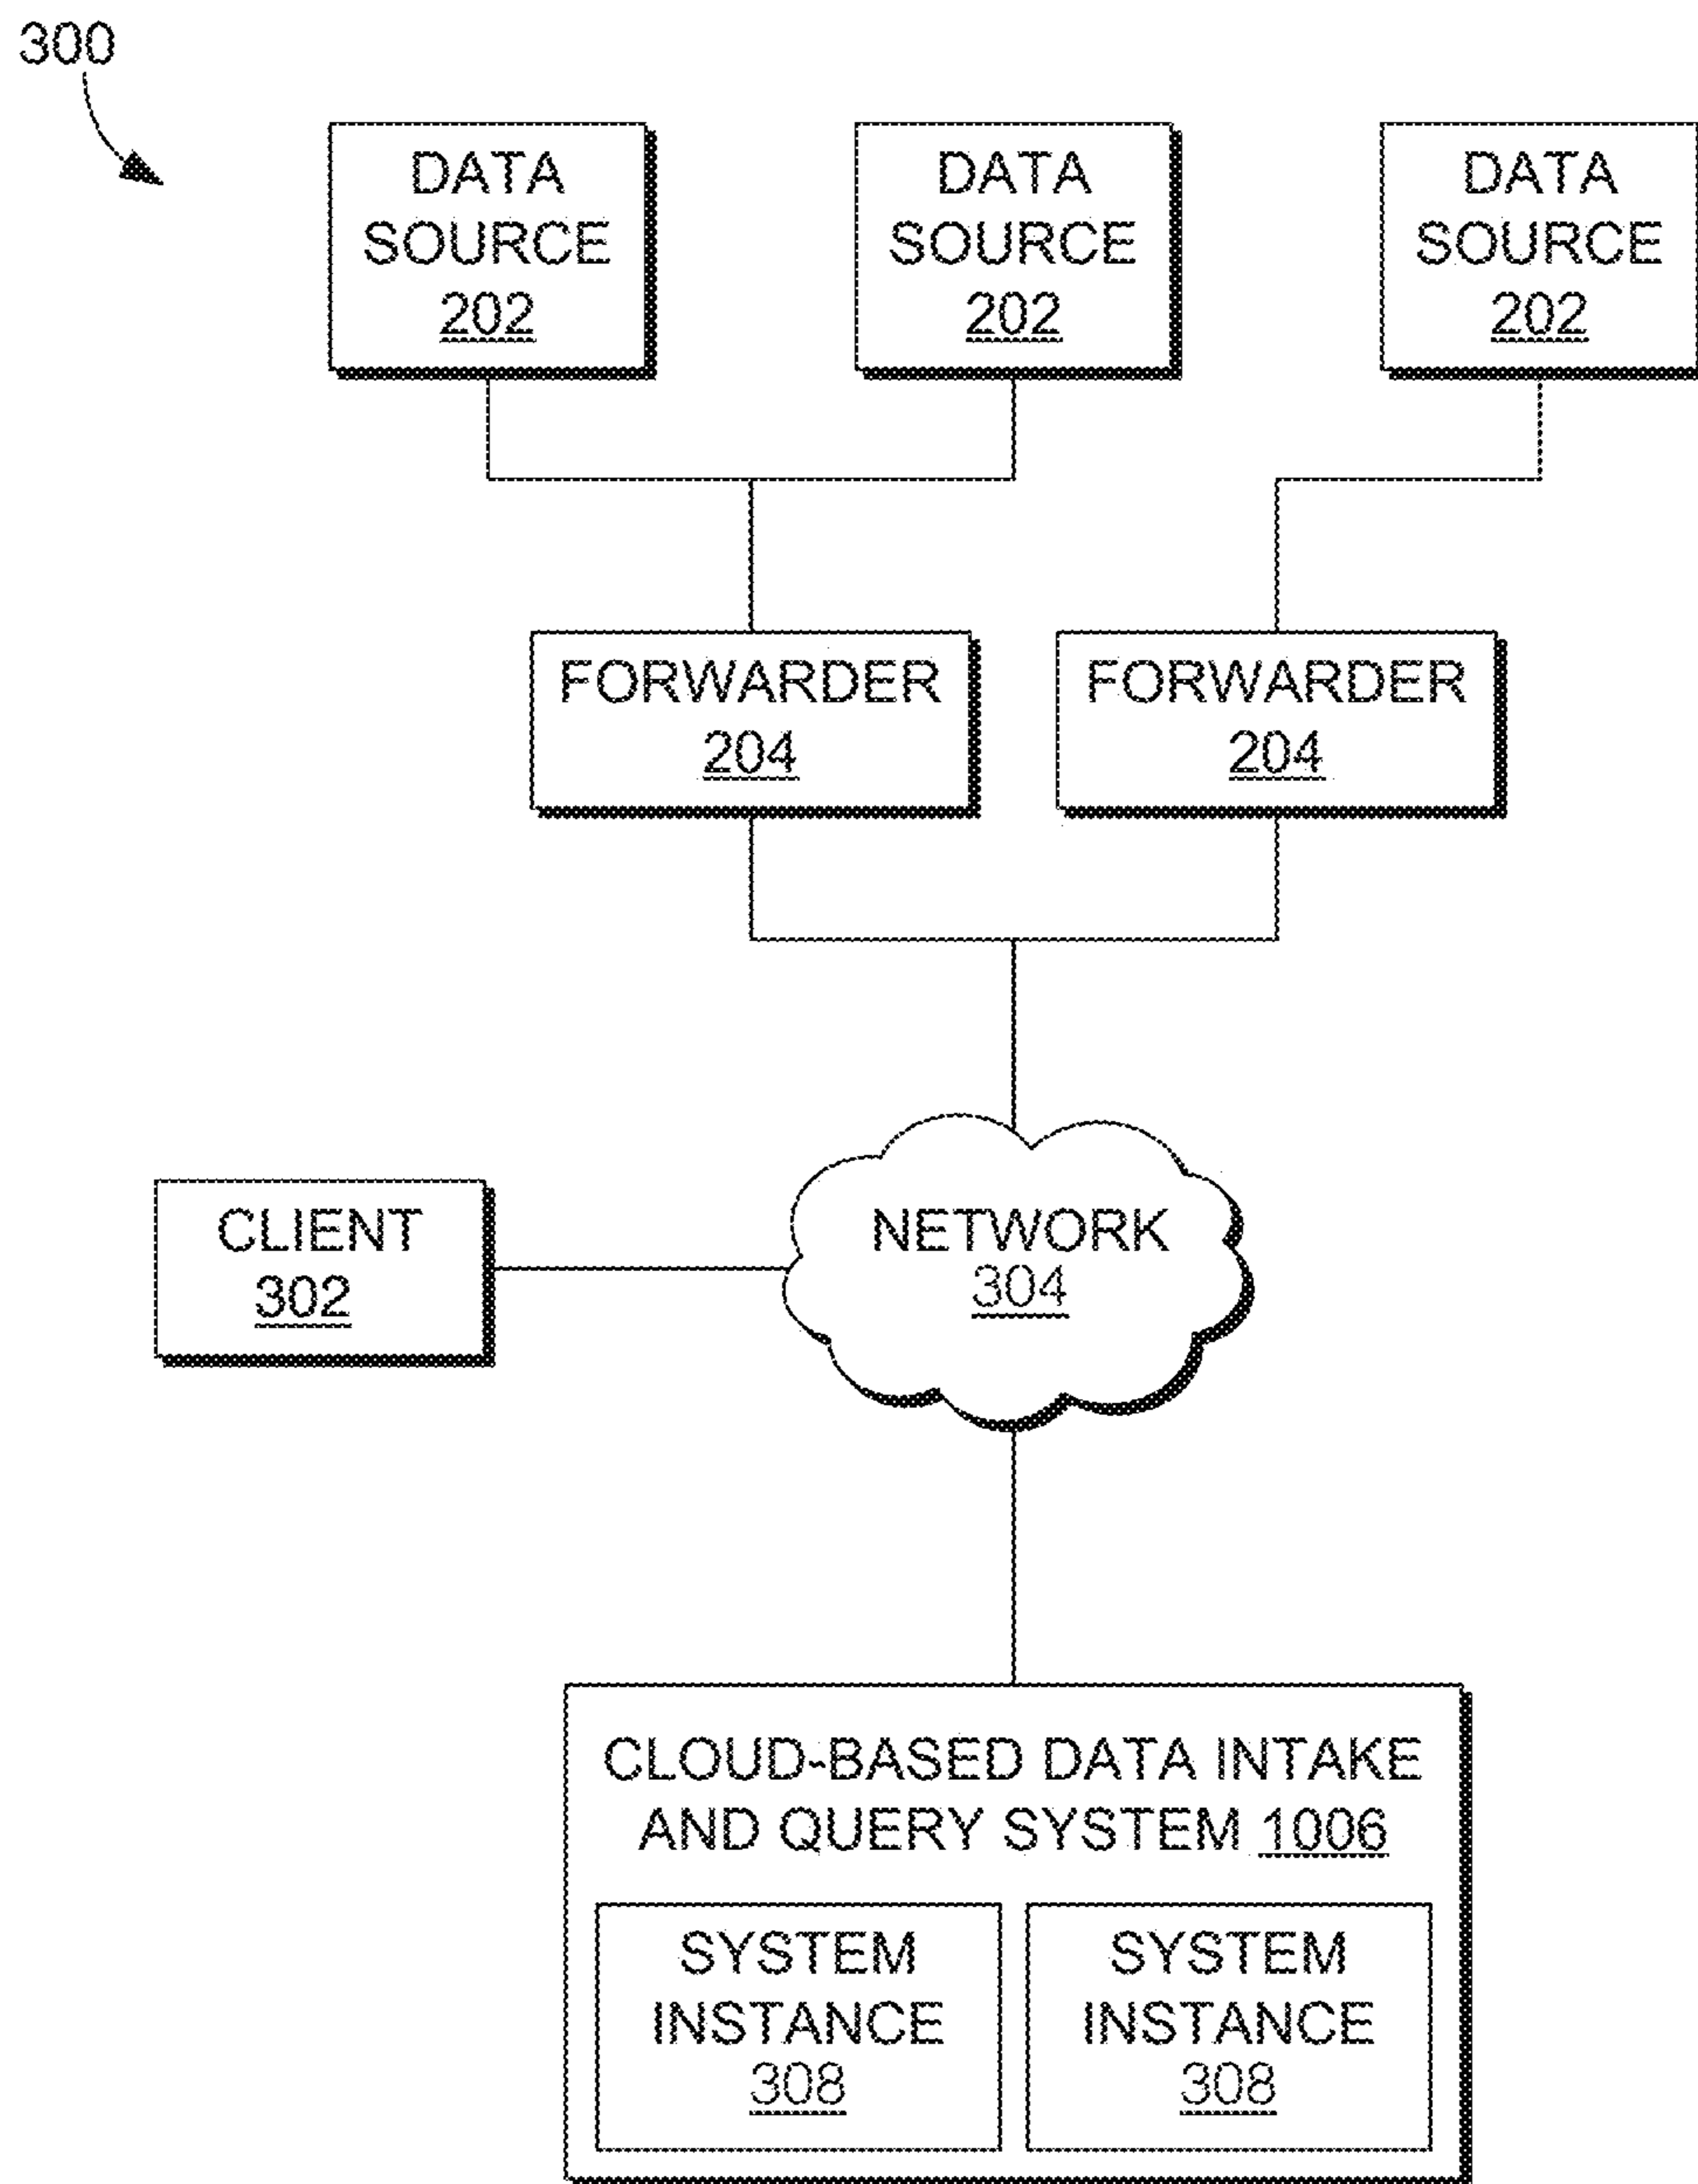 300
DATA
SOURCE
202
DATA
SOURCE
202
DATA
SOURCE
202
FORWARDER
204
FORWARDER
204
CLIENT
302
NETWORK
304
CLOUD-BASED DATA INTAKE
AND QUERY SYSTEM 1006
SYSTEM
INSTANCE
308
SYSTEM
INSTANCE
308